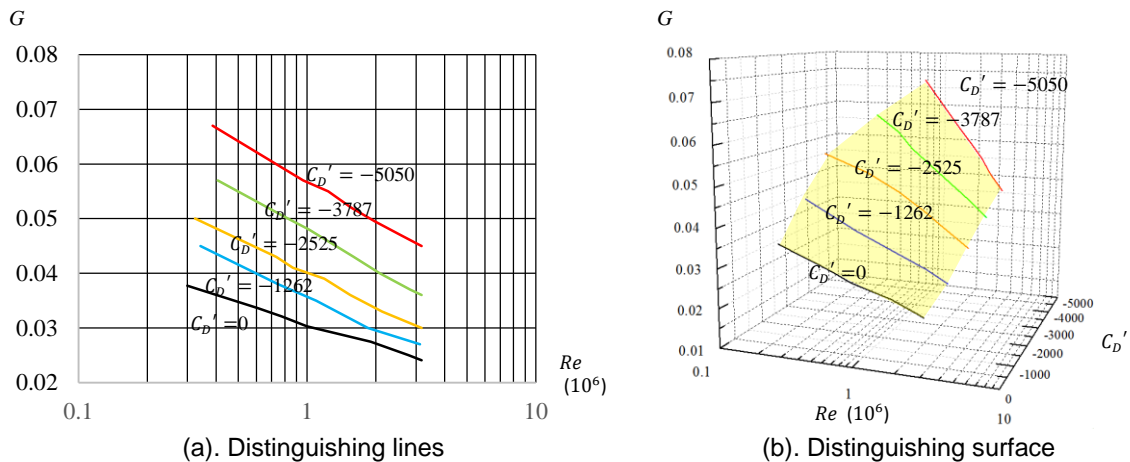 G
0.08
0.07
0.06
0.05
0.04
0.03
0.02
0.1
1
10
C_D′ = −5050
C_D′ = −3787
C_D′ = −2525
C_D′ = −1262
C_D′ =0
Re
(10⁶)
(a). Distinguishing lines
G
0.08
0.07
0.06
0.05
0.04
0.03
0.02
0.01
0.1
1
10
Re (10⁶)
C_D′ = −5050
C_D′ = −3787
C_D′ = −2525
C_D′ = −1262
C_D′ =0
-5000
-4000
-3000
-2000
-1000
0
C_D′
(b). Distinguishing surface